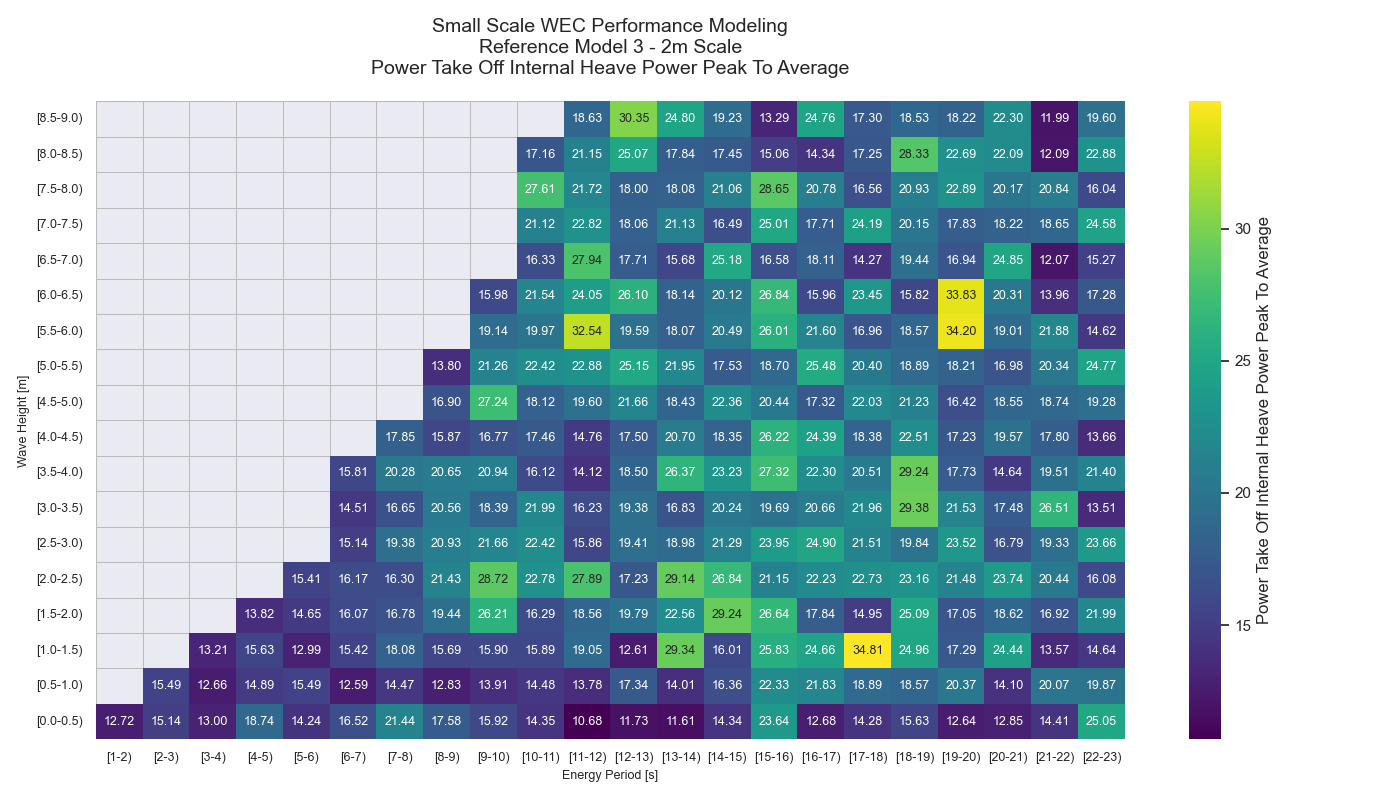 Small Scale WEC Performance Modeling
Reference Model 3 - 2m Scale
Power Take Off Internal Heave Power Peak To Average
Wave Height [m]
[8.5-9.0) 18.63 30.35 24.80 19.23 13.29 24.76 17.30 18.53 18.22 22.30 11.99 19.60
[8.0-8.5) 17.16 21.15 25.07 17.84 17.45 15.06 14.34 17.25 28.33 22.69 22.09 12.09 22.88
[7.5-8.0) 27.61 21.72 18.00 18.08 21.06 28.65 20.78 16.56 20.93 22.89 20.17 20.84 16.04
[7.0-7.5) 21.12 22.82 18.06 21.13 16.49 25.01 17.71 24.19 20.15 17.83 18.22 18.65 24.58
[6.5-7.0) 16.33 27.94 17.71 15.68 25.18 16.58 18.11 14.27 19.44 16.94 24.85 12.07 15.27
[6.0-6.5) 15.98 21.54 24.05 26.10 18.14 20.12 26.84 15.96 23.45 15.82 33.83 20.31 13.96 17.28
[5.5-6.0) 19.14 19.97 32.54 19.59 18.07 20.49 26.01 21.60 16.96 18.57 34.20 19.01 21.88 14.62
[5.0-5.5) 13.80 21.26 22.42 22.88 25.15 21.95 17.53 18.70 25.48 20.40 18.89 18.21 16.98 20.34 24.77
[4.5-5.0) 16.90 27.24 18.12 19.60 21.66 18.43 22.36 20.44 17.32 22.03 21.23 16.42 18.55 18.74 19.28
[4.0-4.5) 17.85 15.87 16.77 17.46 14.76 17.50 20.70 18.35 26.22 24.39 18.38 22.51 17.23 19.57 17.80 13.66
[3.5-4.0) 15.81 20.28 20.65 20.94 16.12 14.12 18.50 26.37 23.23 27.32 22.30 20.51 29.24 17.73 14.64 19.51 21.40
[3.0-3.5) 14.51 16.65 20.56 18.39 21.99 16.23 19.38 16.83 20.24 19.69 20.66 21.96 29.38 21.53 17.48 26.51 13.51
[2.5-3.0) 15.14 19.38 20.93 21.66 22.42 15.86 19.41 18.98 21.29 23.95 24.90 21.51 19.84 23.52 16.79 19.33 23.66
[2.0-2.5) 15.41 16.17 16.30 21.43 28.72 22.78 27.89 17.23 29.14 26.84 21.15 22.23 22.73 23.16 21.48 23.74 20.44 16.08
[1.5-2.0) 13.82 14.65 16.07 16.78 19.44 26.21 16.29 18.56 19.79 22.56 29.24 26.64 17.84 14.95 25.09 17.05 18.62 16.92 21.99
[1.0-1.5) 13.21 15.63 12.99 15.42 18.08 15.69 15.90 15.89 19.05 12.61 29.34 16.01 25.83 24.66 34.81 24.96 17.29 24.44 13.57 14.64
[0.5-1.0) 15.49 12.66 14.89 15.49 12.59 14.47 12.83 13.91 14.48 13.78 17.34 14.01 16.36 22.33 21.83 18.89 18.57 20.37 14.10 20.07 19.87
[0.0-0.5) 12.72 15.14 13.00 18.74 14.24 16.52 21.44 17.58 15.92 14.35 10.68 11.73 11.61 14.34 23.64 12.68 14.28 15.63 12.64 12.85 14.41 25.05
[1-2) [2-3) [3-4) [4-5) [5-6) [6-7) [7-8) [8-9) [9-10) [10-11) [11-12) [12-13) [13-14) [14-15) [15-16) [16-17) [17-18) [18-19) [19-20) [20-21) [21-22) [22-23)
Energy Period [s]
30
25
20
15
Power Take Off Internal Heave Power Peak To Average